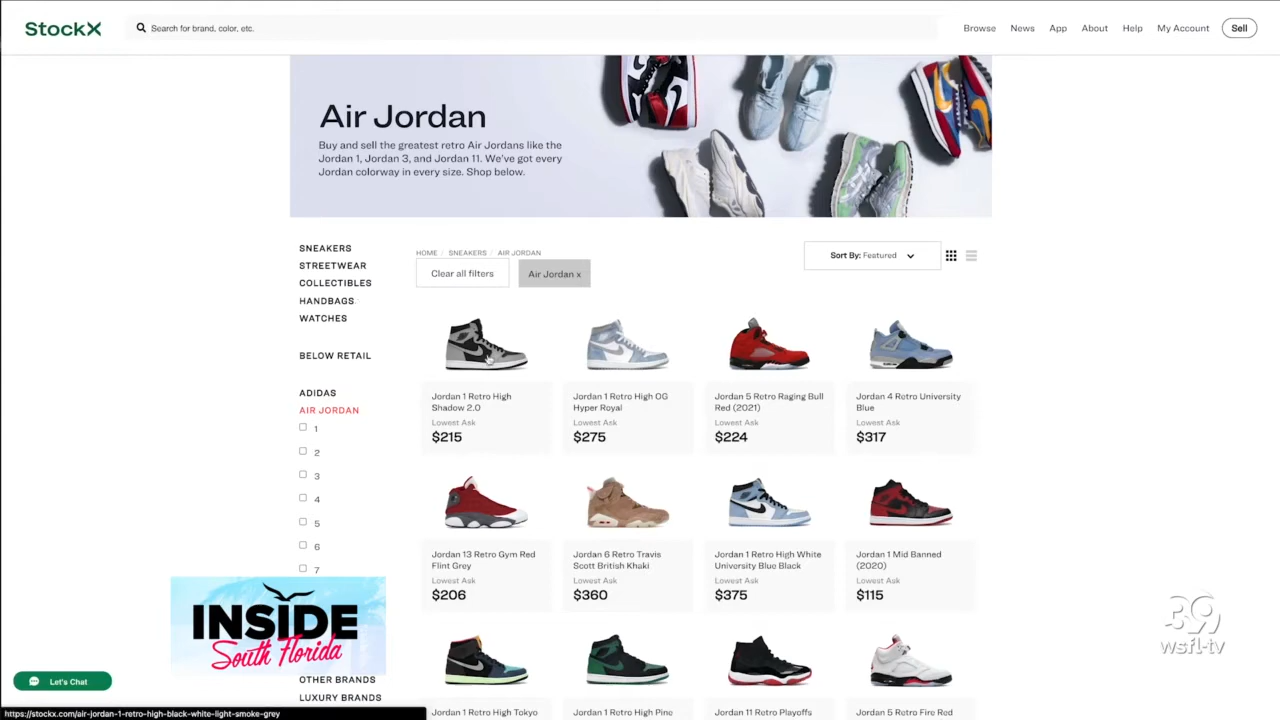 StockX
Search for brand, color, etc.
Browse
News
App
About
Help
My Account
Sell
Air Jordan
Buy and sell the greatest retro Air Jordans like the
Jordan 1, Jordan 3, and Jordan 11. We've got every
Jordan colorway in every size. Shop below.
SNEAKERS
STREETWEAR
COLLECTIBLES
HANDBAGS
WATCHES
BELOW RETAIL
ADIDAS
AIR JORDAN
1
2
3
4
5
6
7
OTHER BRANDS
LUXURY BRANDS
HOME / SNEAKERS / AIR JORDAN
Clear all filters
Air Jordan x
Sort By: Featured
Jordan 1 Retro High
Shadow 2.0
Lowest Ask
$215
Jordan 1 Retro High OG
Hyper Royal
Lowest Ask
$275
Jordan 5 Retro Raging Bull
Red (2021)
Lowest Ask
$224
Jordan 4 Retro University
Blue
Lowest Ask
$317
Jordan 13 Retro Gym Red
Flint Grey
Lowest Ask
$206
Jordan 6 Retro Travis
Scott British Khaki
Lowest Ask
$360
Jordan 1 Retro High White
University Blue Black
Lowest Ask
$375
Jordan 1 Mid Banned
(2020)
Lowest Ask
$115
Jordan 1 Retro High Tokyo
Jordan 1 Retro High Pine
Jordan 11 Retro Playoffs
Jordan 5 Retro Fire Red
INSIDE
South Florida
39
wsfl-tv
Let's Chat
https://stockx.com/air-jordan-1-retro-high-black-white-light-smoke-grey